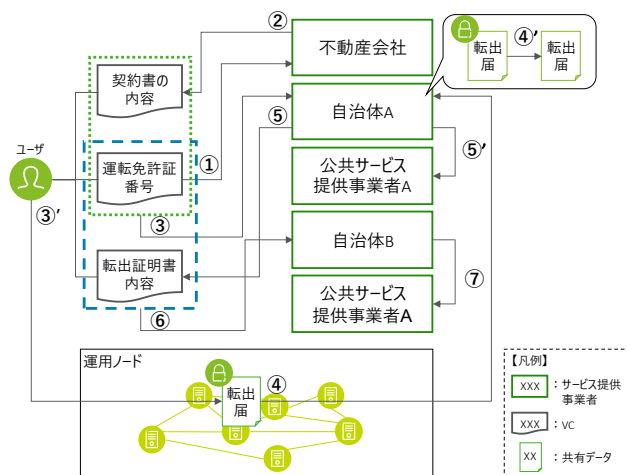 ②
不動産会社
④'
転出
届
転出
届
契約書の
内容
自治体A
⑤
⑤'
ユーザ
運転免許証
番号
①
公共サービス
提供事業者A
③'
③
自治体B
転出証明書
内容
⑦
公共サービス
提供事業者A
⑥
運用ノード
転出
届
④
【凡例】
XXX
：サービス提供
事業者
XXX
：VC
XX
：共有データ